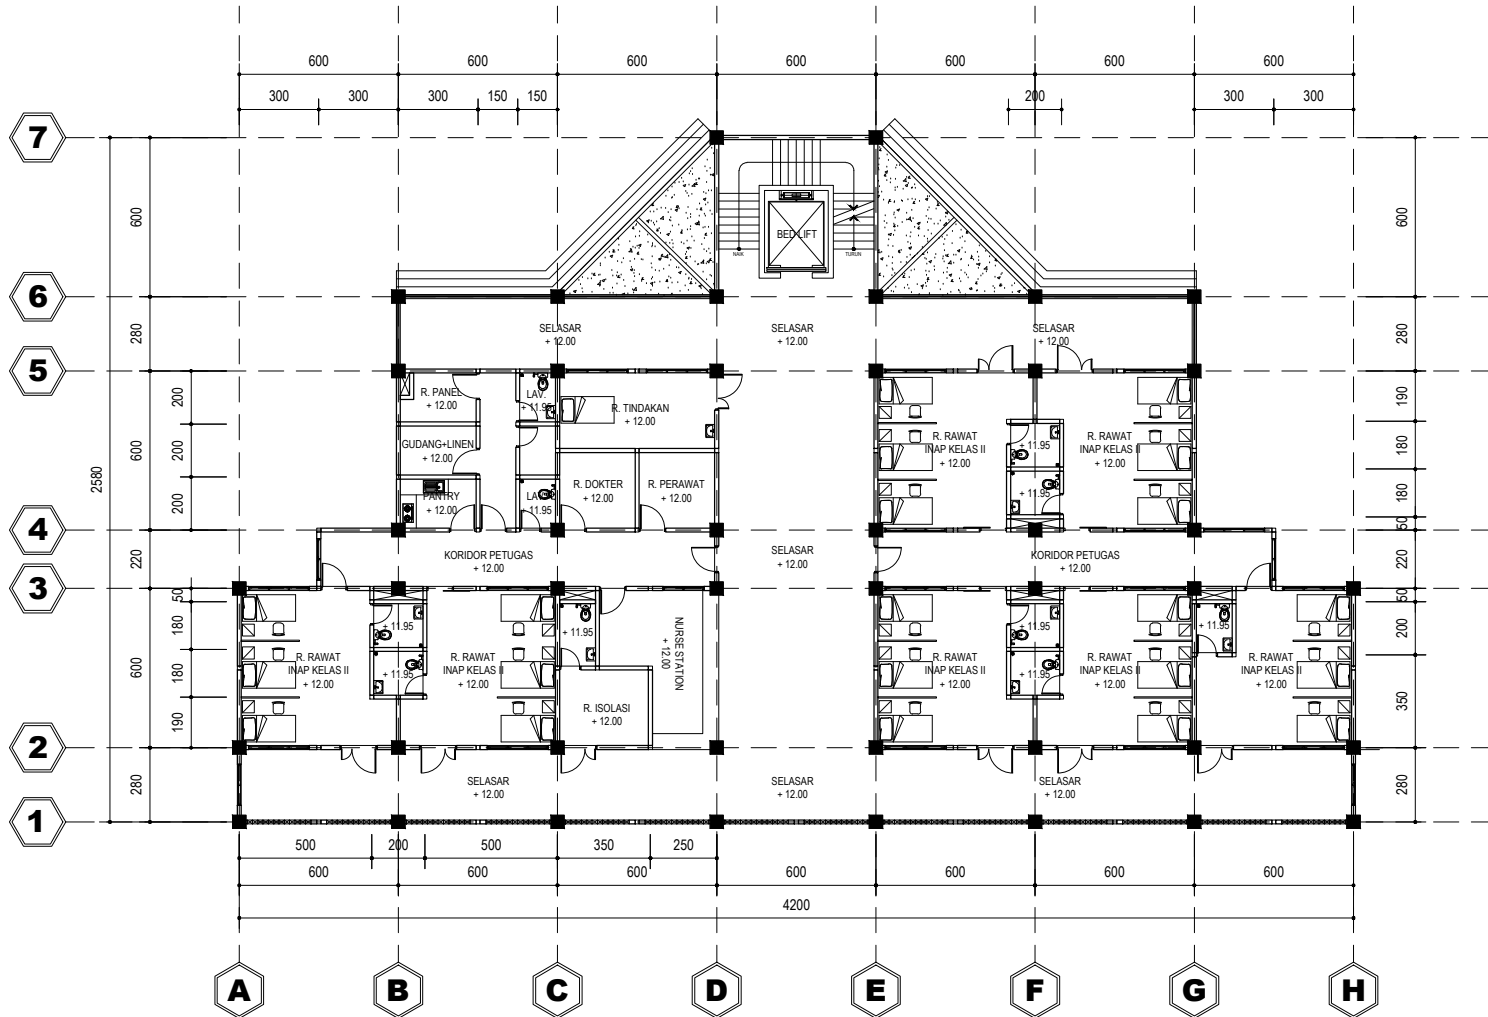 600 600 600 600 600 600 600
300 300 300 150 150 200 300 300
7
600 600
BED LIFT
NAIK TURUN
6
280 280
SELASAR SELASAR SELASAR
+ 12.00 + 12.00 + 12.00
5
200 190
R. PANEL LAV.
+ 12.00 + 11.95
R. TINDAKAN
+ 12.00
2580
600 600
200 180
GUDANG+LINEN
+ 12.00
R. RAWAT R. RAWAT
INAP KELAS II INAP KELAS II
+ 12.00 + 12.00
+ 11.95
200 180
PANTRY LAV.
+ 12.00 + 11.95
R. DOKTER R. PERAWAT
+ 12.00 + 12.00
+ 11.95
4
50
220 220
KORIDOR PETUGAS SELASAR KORIDOR PETUGAS
+ 12.00 + 12.00 + 12.00
3
50 50
180 200
+ 11.95 + 11.95 + 11.95 + 11.95
NURSE STATION
+ 12.00
600 600
180 350
R. RAWAT R. RAWAT R. RAWAT R. RAWAT R. RAWAT
INAP KELAS II INAP KELAS II INAP KELAS II INAP KELAS II INAP KELAS II
+ 12.00 + 12.00 + 12.00 + 12.00 + 12.00
+ 11.95 + 11.95
190
R. ISOLASI
+ 12.00
2
280 280
SELASAR SELASAR SELASAR
+ 12.00 + 12.00 + 12.00
1
500 200 500 350 250
600 600 600 600 600 600 600
4200
A B C D E F G H